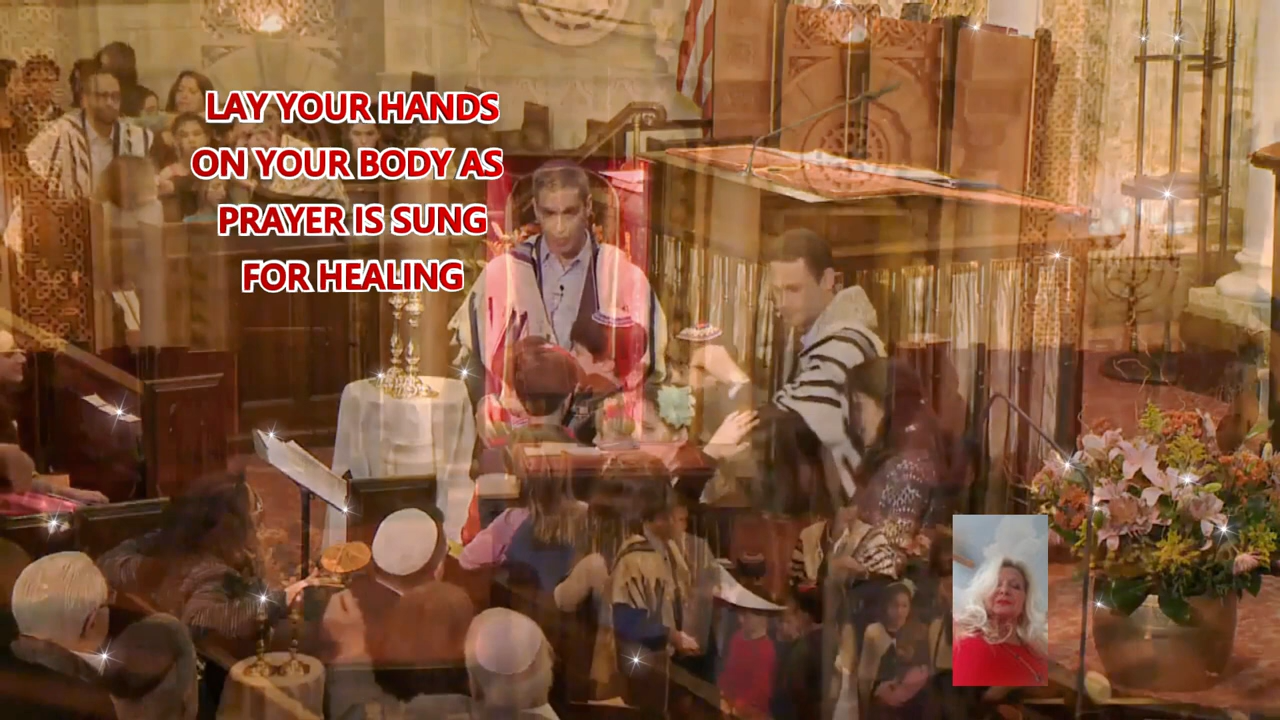 LAY YOUR HANDS
ON YOUR BODY AS
PRAYER IS SUNG
FOR HEALING